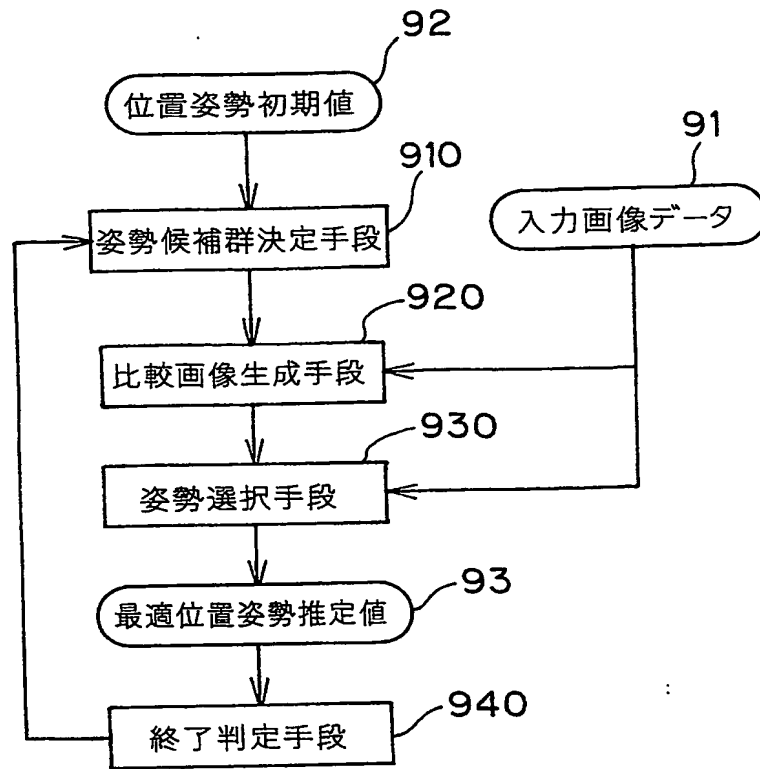 92
位置姿勢初期値
91
910
入力画像データ
姿勢候補群決定手段
920
比較画像生成手段
930
姿勢選択手段
93
最適位置姿勢推定値
940
終了判定手段